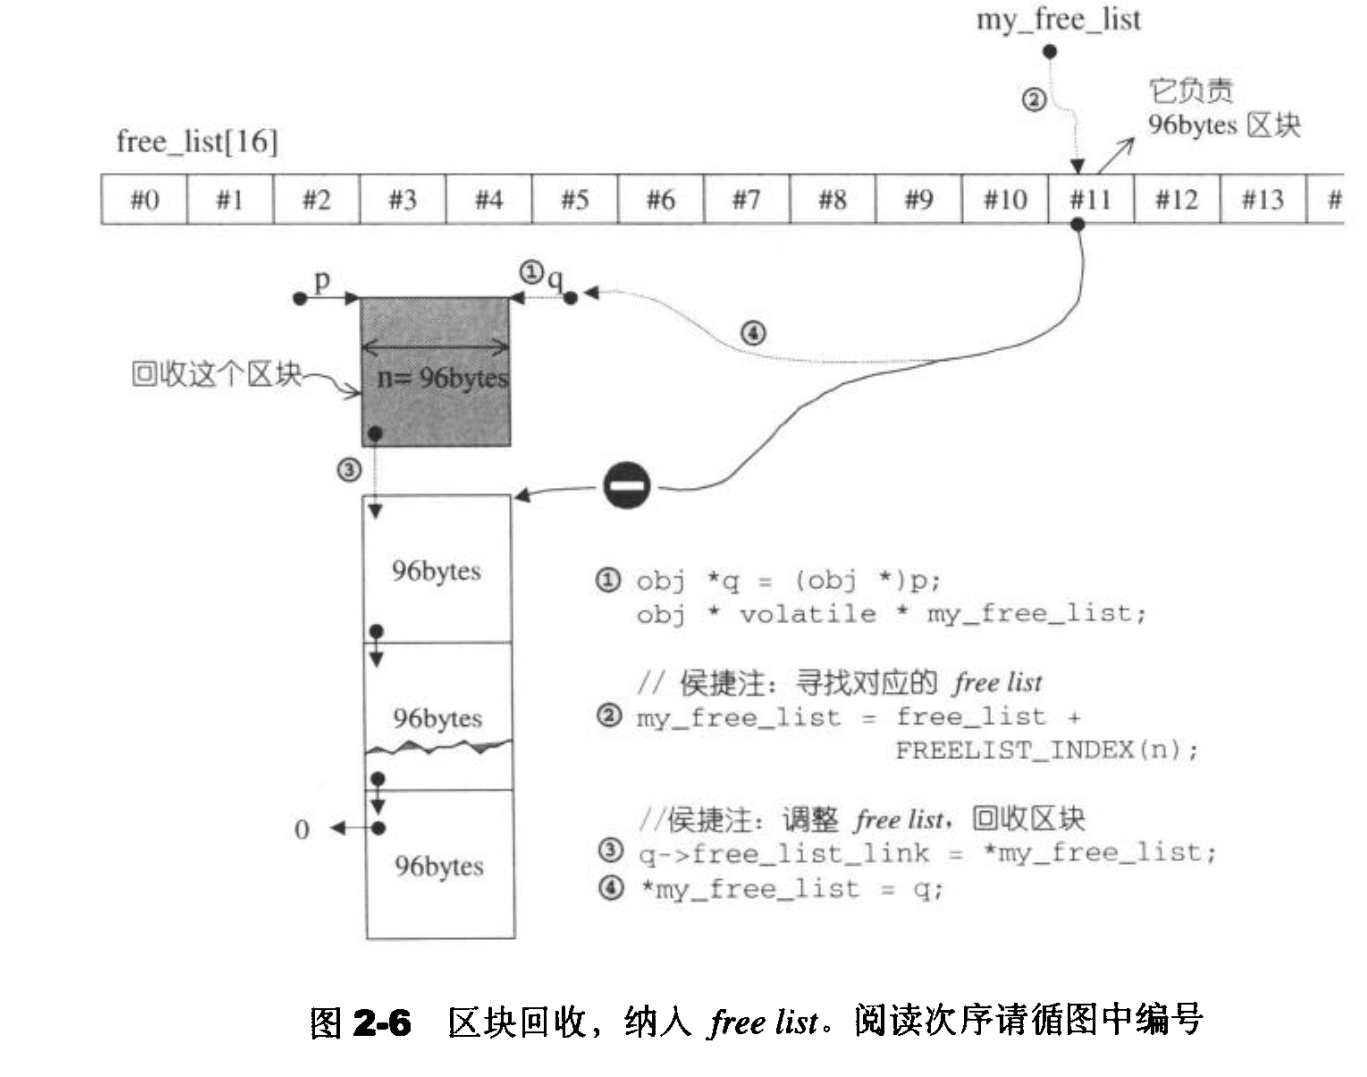 my_free_list
②
它负责
96bytes 区块
free_list[16]
#0 #1 #2 #3 #4 #5 #6 #7 #8 #9 #10 #11 #12 #13 #
p
①q
④
回收这个区块
n= 96bytes
③
96bytes
96bytes
0
96bytes
① obj *q = (obj *)p;
obj * volatile * my_free_list;
// 侯捷注：寻找对应的 free list
② my_free_list = free_list +
FREELIST_INDEX(n);
//侯捷注：调整 free list，回收区块
③ q->free_list_link = *my_free_list;
④ *my_free_list = q;
图 2-6 区块回收，纳入 free list。阅读次序请循图中编号